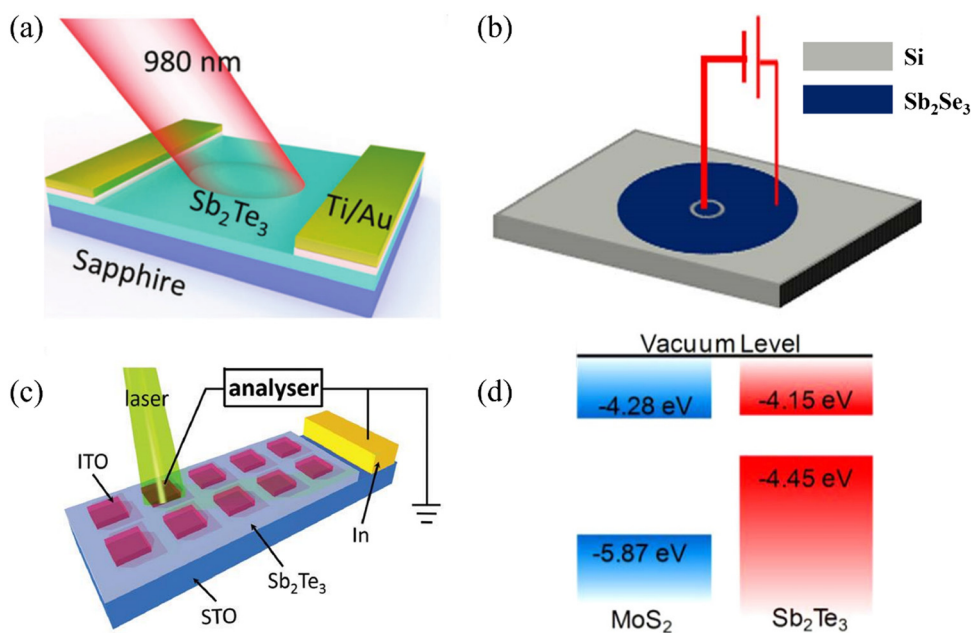 (a)
980 nm
Sb₂Te₃
Ti/Au
Sapphire
(b)
Si
Sb₂Se₃
(c)
laser
analyser
ITO
In
Sb₂Te₃
STO
(d)
Vacuum Level
-4.28 eV
-4.15 eV
-4.45 eV
-5.87 eV
MoS₂
Sb₂Te₃